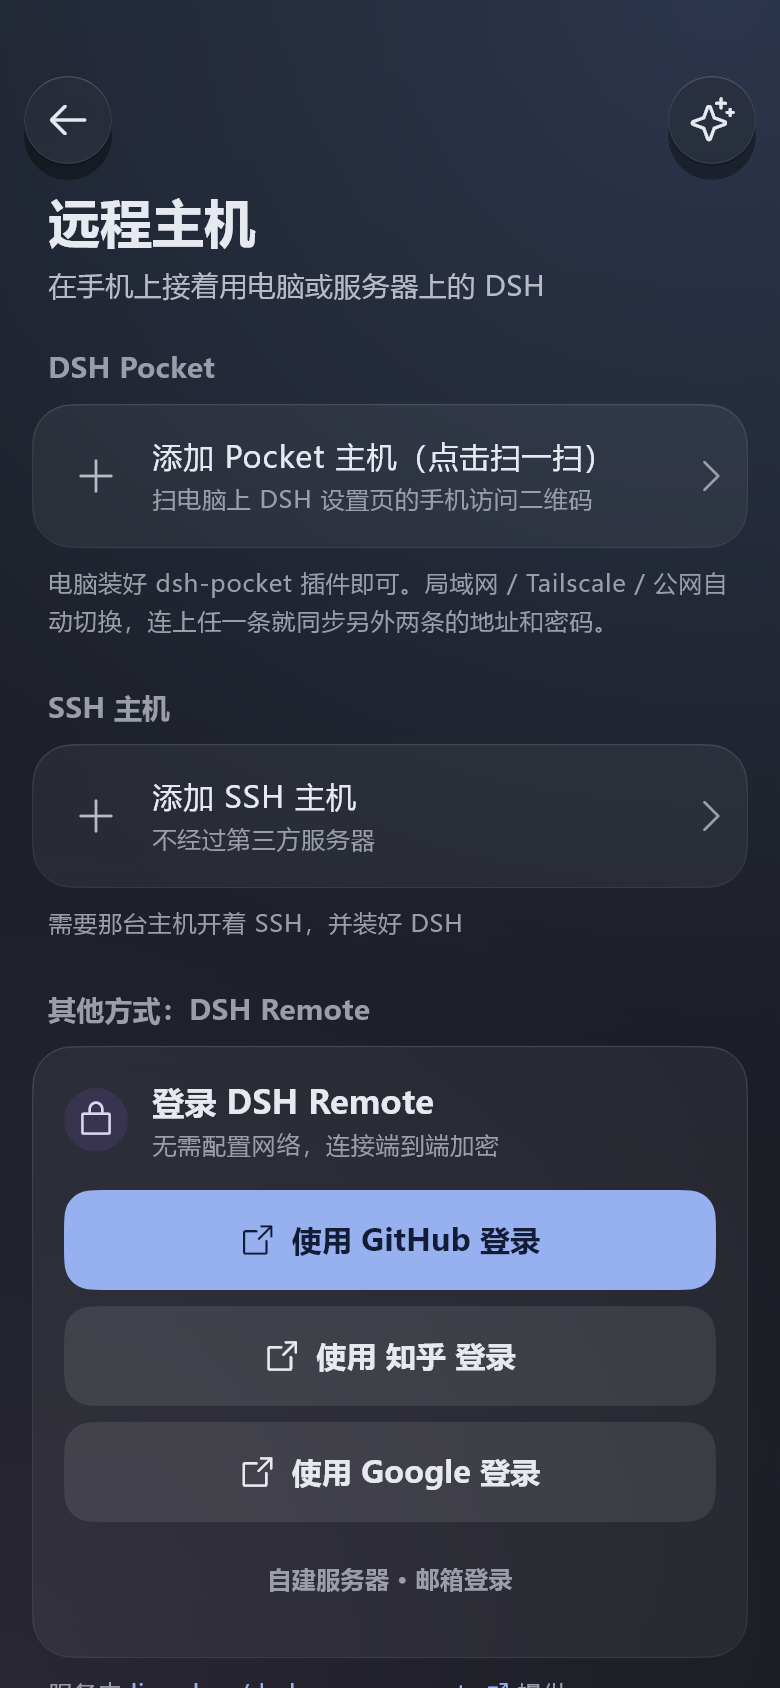 远程主机
在手机上接着用电脑或服务器上的 DSH
DSH Pocket
添加 Pocket 主机（点击扫一扫）
扫电脑上 DSH 设置页的手机访问二维码
电脑装好 dsh-pocket 插件即可。局域网 / Tailscale / 公网自
动切换，连上任一条就同步另外两条的地址和密码。
SSH 主机
添加 SSH 主机
不经过第三方服务器
需要那台主机开着 SSH，并装好 DSH
其他方式：DSH Remote
登录 DSH Remote
无需配置网络，连接端到端加密
使用 GitHub 登录
使用 知乎 登录
使用 Google 登录
自建服务器 · 邮箱登录